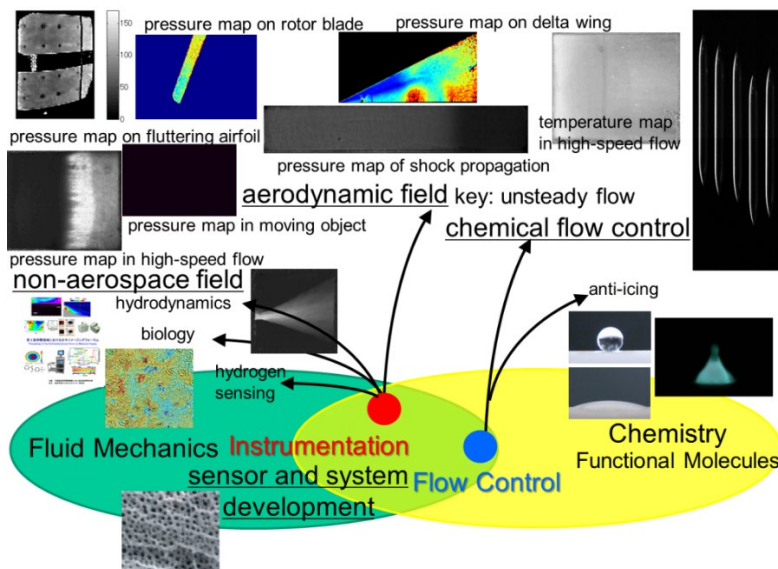 pressure map on rotor blade
pressure map on delta wing
150
100
50
0
pressure map on fluttering airfoil
temperature map
in high-speed flow
pressure map of shock propagation
aerodynamic field key: unsteady flow
pressure map in moving object
chemical flow control
pressure map in high-speed flow
non-aerospace field
hydrodynamics
anti-icing
biology
hydrogen
sensing
Fluid Mechanics Instrumentation
Chemistry
Functional Molecules
sensor and system
Flow Control
development